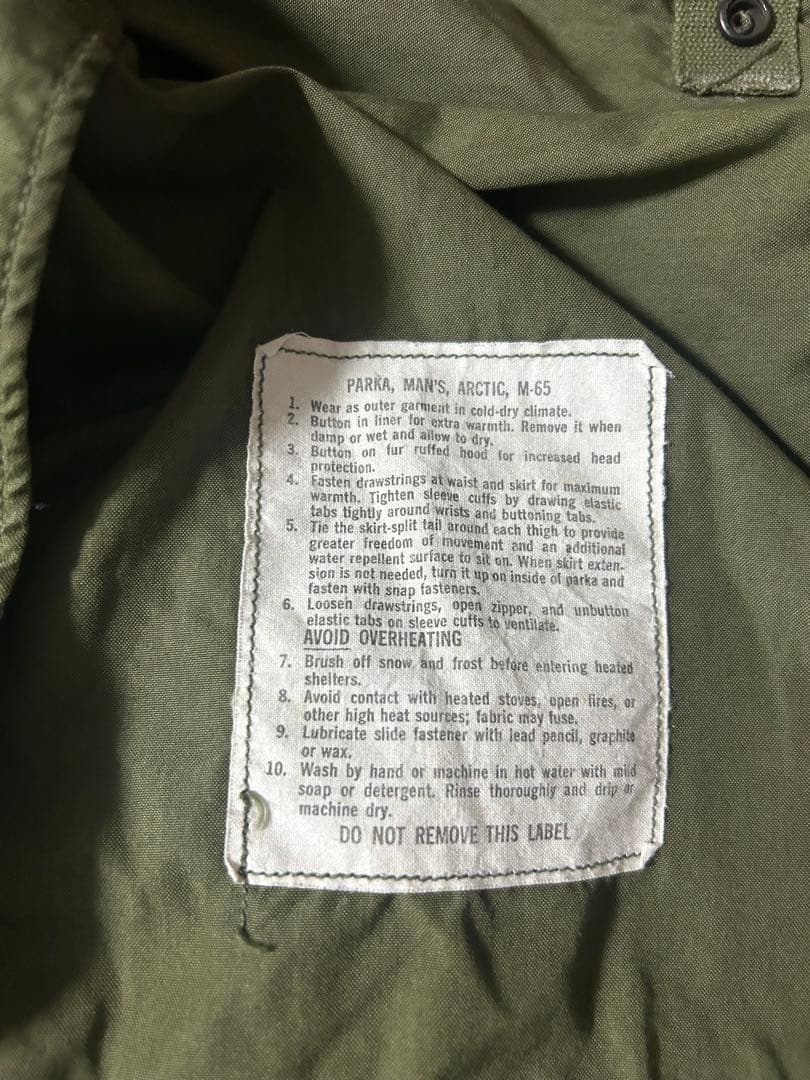 PARKA, MAN'S, ARCTIC, M-65
1. Wear as outer garment in cold-dry climate.
2. Button in liner for extra warmth. Remove it when
damp or wet and allow to dry.
3. Button on fur ruffed hood for increased head
protection.
4. Fasten drawstrings at waist and skirt for maximum
warmth. Tighten sleeve cuffs by drawing elastic
tabs tightly around wrists and buttoning tabs.
5. Tie the skirt-split tail around each thigh to provide
greater freedom of movement and an additional
water repellent surface to sit on. When skirt exten-
sion is not needed, turn it up on inside of parka and
fasten with snap fasteners.
6. Loosen drawstrings, open zipper, and unbutton
elastic tabs on sleeve cuffs to ventilate.
AVOID OVERHEATING
7. Brush off snow and frost before entering heated
shelters.
8. Avoid contact with heated stoves, open fires, or
other high heat sources; fabric may fuse.
9. Lubricate slide fastener with lead pencil, graphite
or wax.
10. Wash by hand or machine in hot water with mild
soap or detergent. Rinse thoroughly and drip or
machine dry.
DO NOT REMOVE THIS LABEL